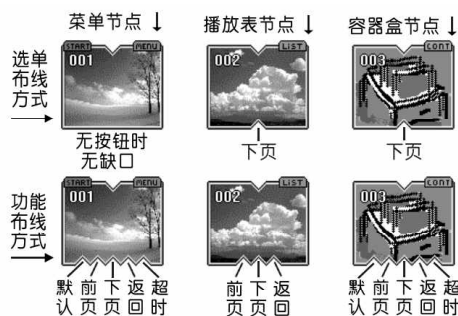 菜单节点↓ 播放表节点↓ 容器盒节点↓
选单
布线
方式
START MENU LIST CONT
001 002 003
无按钮时
无缺口
下页 下页
功能
布线
方式
START MENU LIST CONT
001 002 003
默认 前页 下页 返回 超时
前页 下页 返回
默认 前页 下页 返回 超时